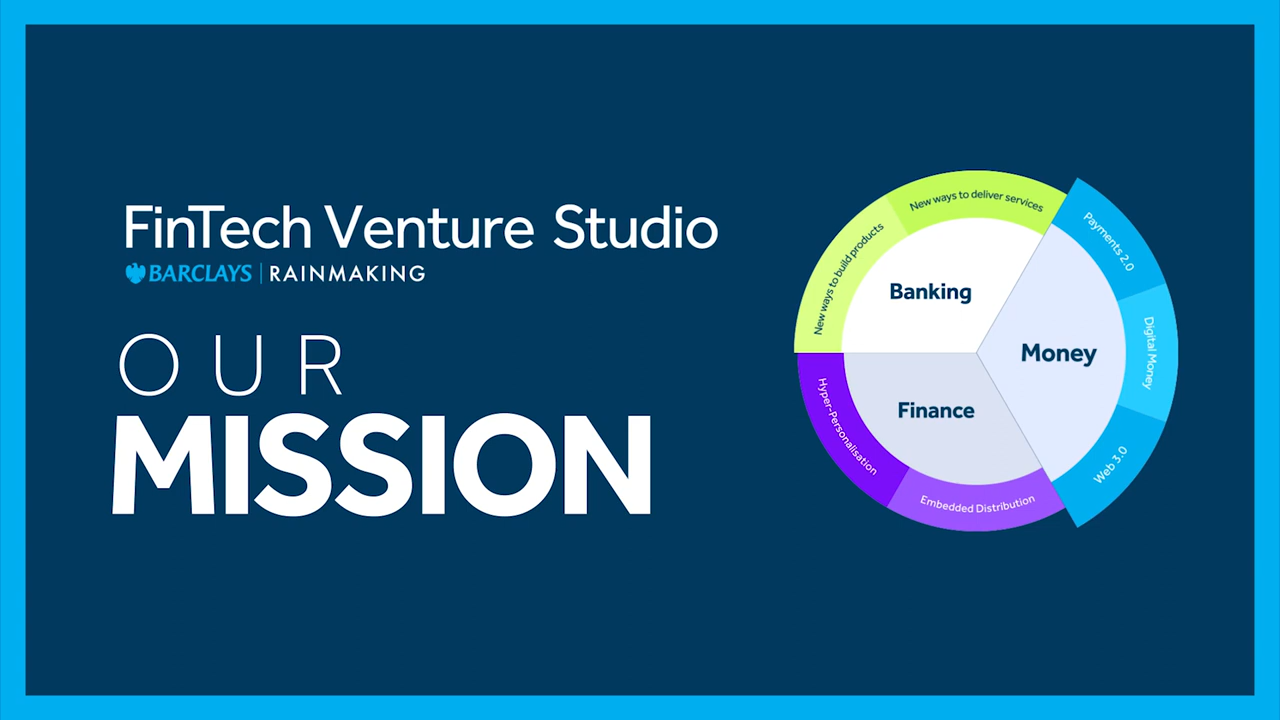 FinTech Venture Studio
BARCLAYS | RAINMAKING
OUR
MISSION
New ways to build products
New ways to deliver services
Banking
Payments 2.0
Digital Money
Web 3.0
Money
Finance
Hyper-Personalisation
Embedded Distribution